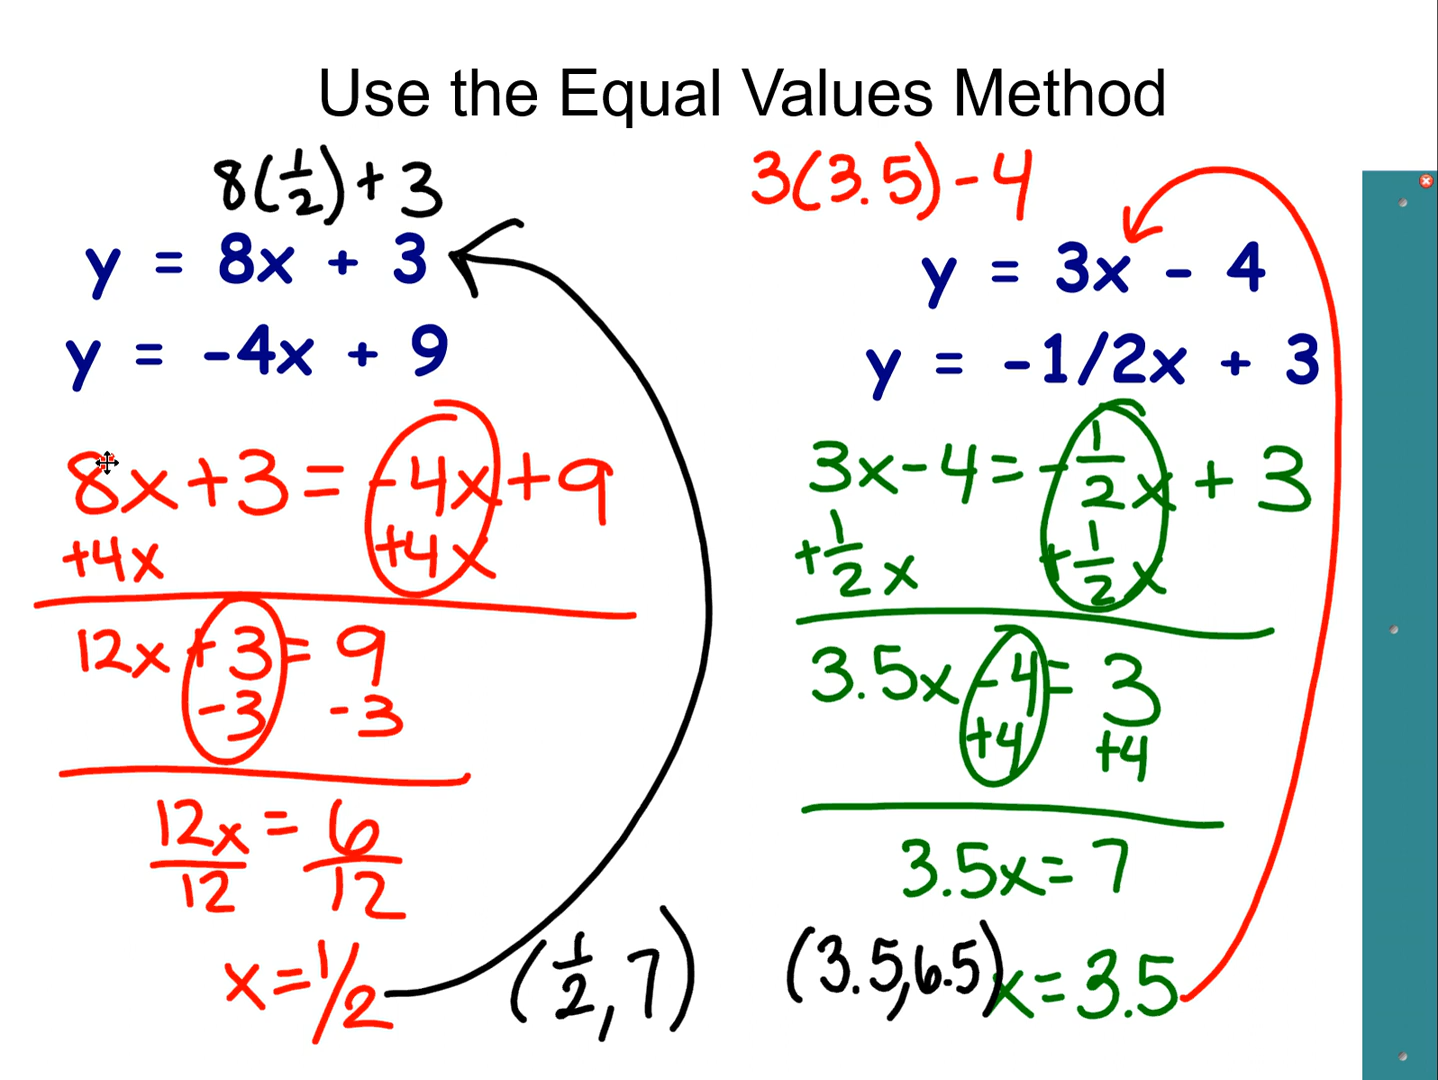 Use the Equal Values Method
8(1/2)+3
y = 8x + 3
y = -4x + 9
8x+3=-4x+9
+4x +4x
12x+3=9
-3 -3
12x=6
12 12
x=1/2
(1/2,7)
3(3.5)-4
y = 3x - 4
y = -1/2x + 3
3x-4=-1/2x+3
+1/2x +1/2x
3.5x-4=3
+4 +4
3.5x=7
x=3.5
(3.5,6.5)